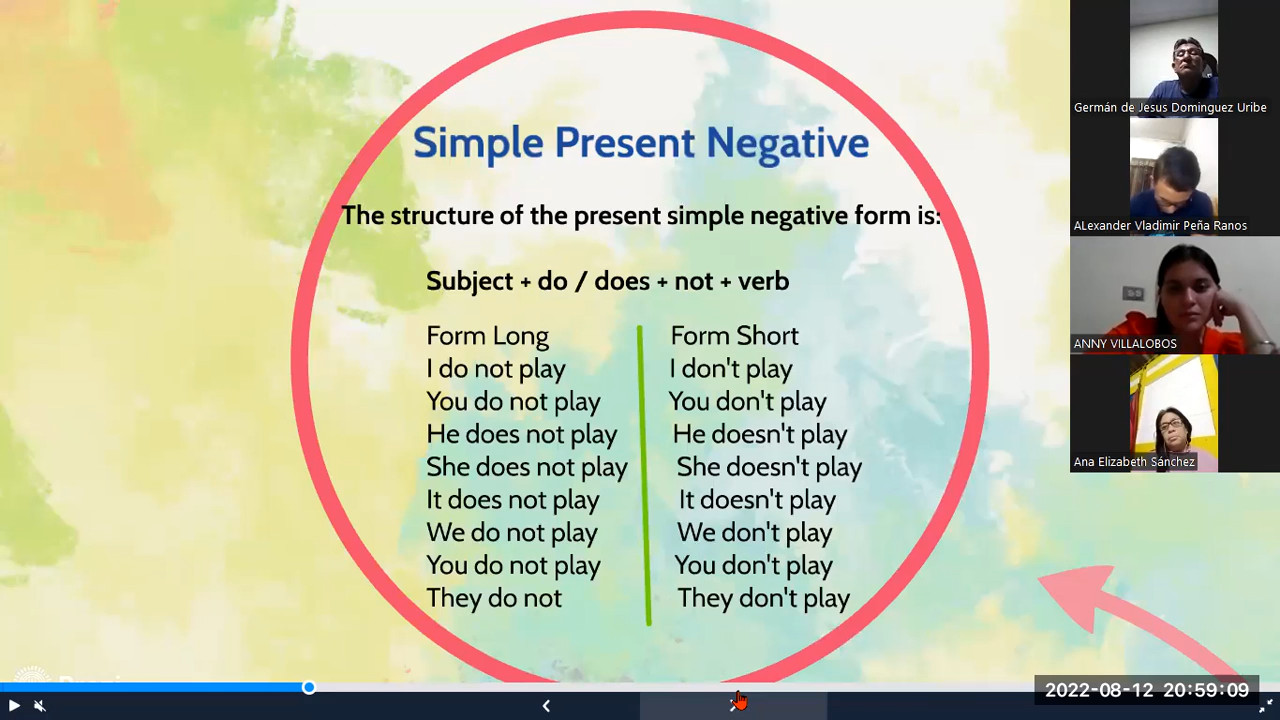 Simple Present Negative
The structure of the present simple negative form is:
Subject + do / does + not + verb
Form Long
I do not play
You do not play
He does not play
She does not play
It does not play
We do not play
You do not play
They do not
Form Short
I don't play
You don't play
He doesn't play
She doesn't play
It doesn't play
We don't play
You don't play
They don't play
Germán de Jesus Domínguez Uribe
ALexander Vladimir Peña Ranos
ANNY VILLALOBOS
Ana Elizabeth Sánchez
2022-08-12 20:59:09